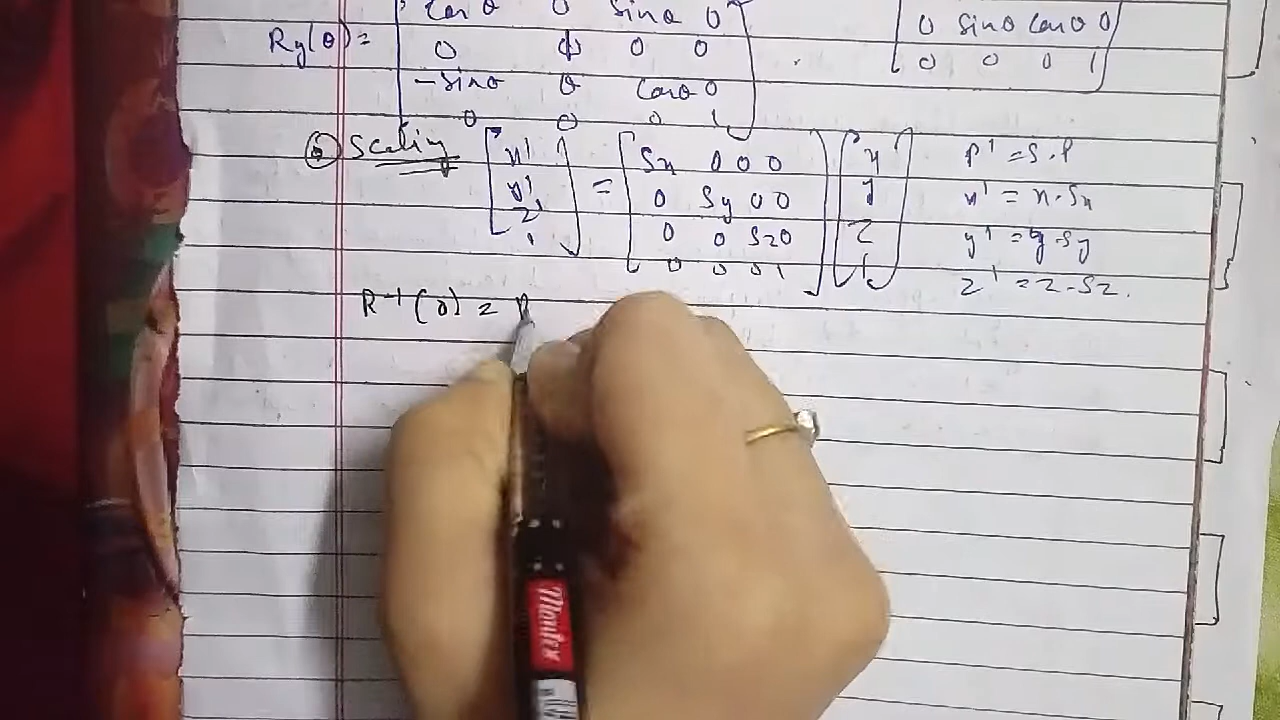 cosθ 0 sinθ 0
Ry(θ) = 0 1 0 0
-sinθ 0 cosθ 0
0 0 0 1
0 sinθ cosθ 0
0 0 0 1
Scaling
x' = Sx 0 0 0 x
y' 0 Sy 0 0 y
z' 0 0 Sz 0 z
1 0 0 0 1 1
P' = S.P
x' = x.Sx
y' = y.Sy
z' = z.Sz.
R-1(θ) =
Montex